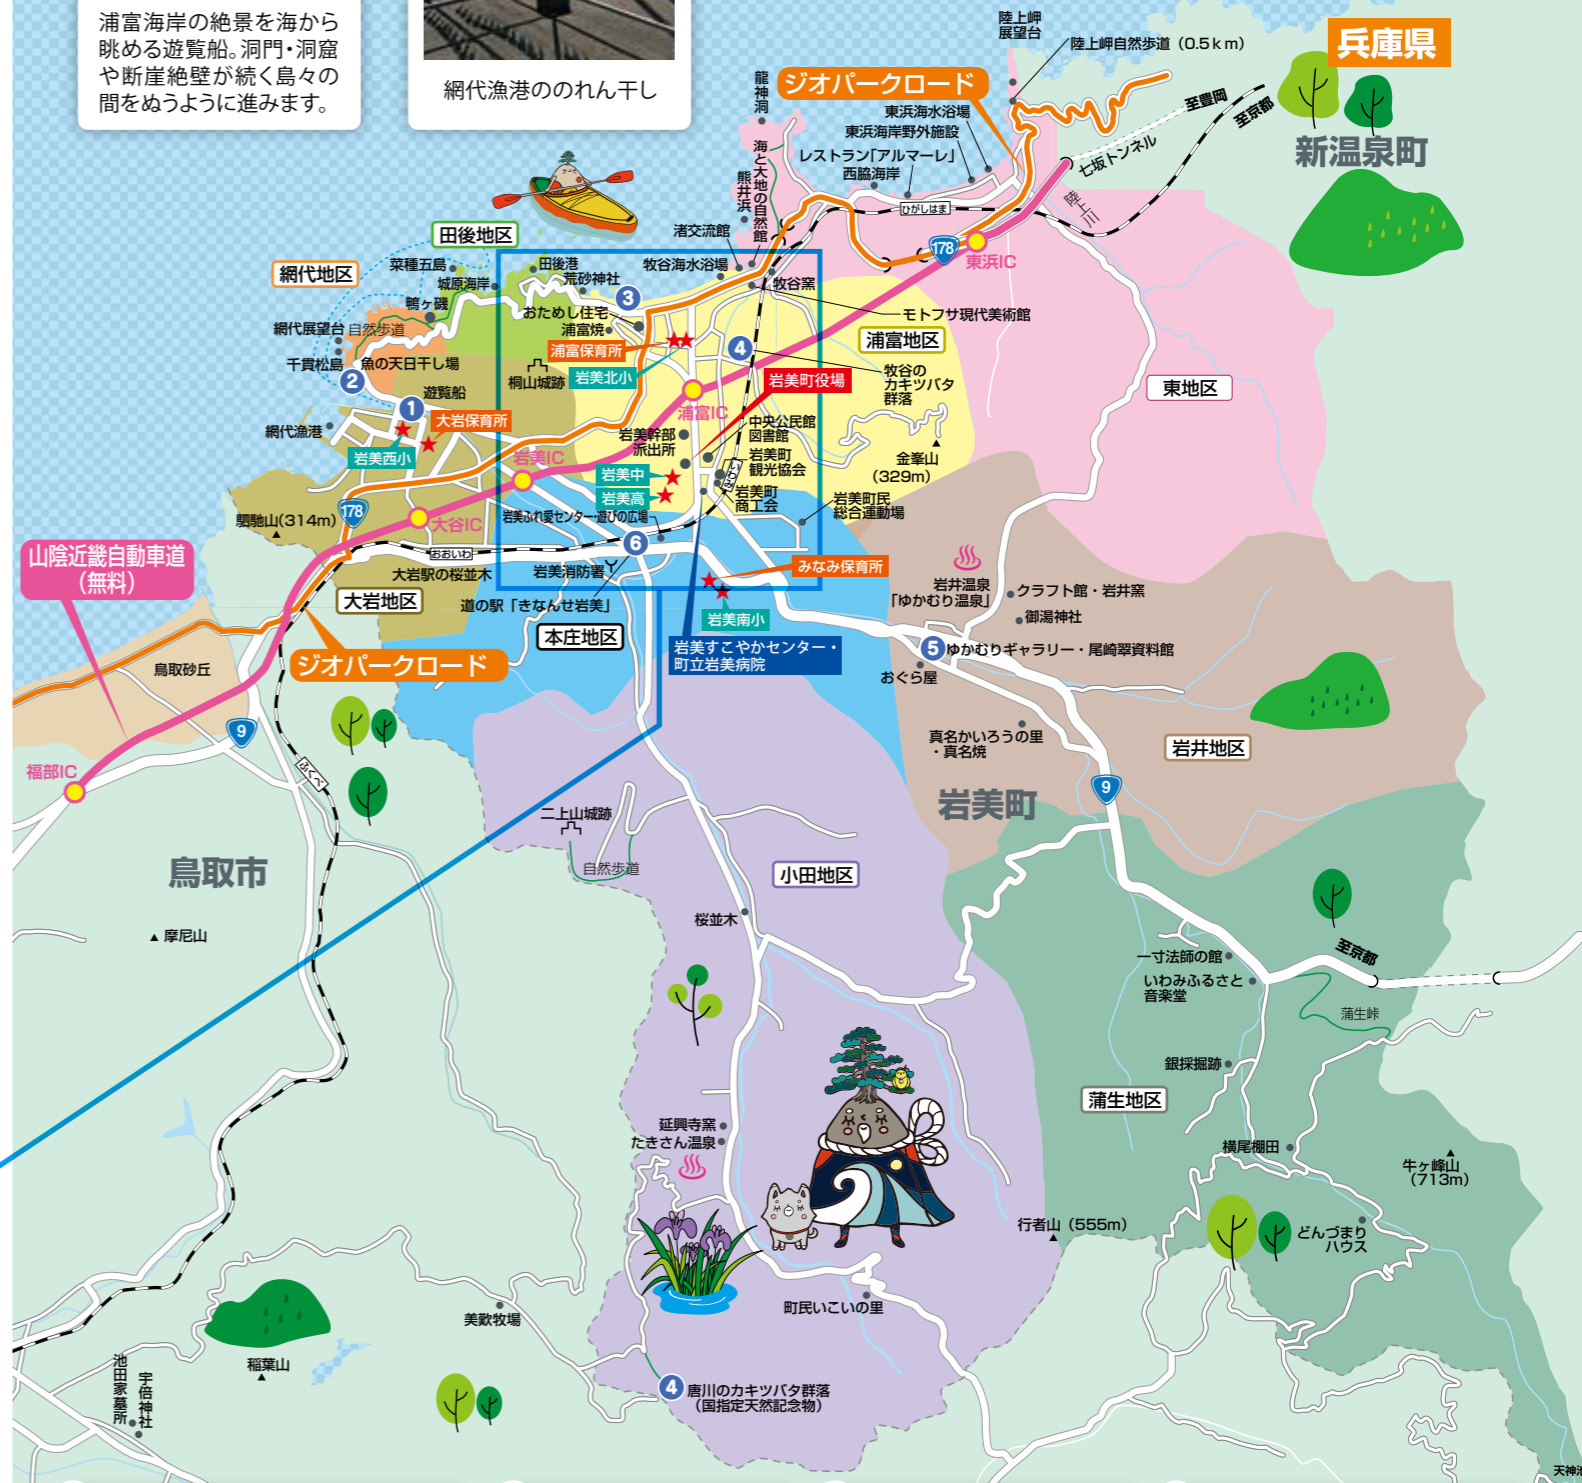 浦富海岸の絶景を海から
眺める遊覧船。洞門・洞窟
や断崖絶壁が続く島々の
間をぬうように進みます。
網代漁港ののれん干し
陸上岬
展望台
陸上岬自然歩道（0.5ｋｍ）
兵庫県
新温泉町
龍神洞
ジオパークロード
東浜海水浴場
東浜海岸野外施設
レストラン「アルマーレ」
西脇海岸
至豊岡
至京都
七坂トンネル
陸上川
海と大地の自然館
熊井浜
ひがしはま
渚交流館
牧谷海水浴場
178
東浜IC
田後地区
網代地区
菜種五島
城原海岸
田後港
荒砂神社
3
鴨ヶ磯
おためし住宅
浦富焼
牧谷窯
モトフサ現代美術館
網代展望台
自然歩道
千貫松島
魚の天日干し場
浦富保育所
岩美北小
桐山城跡
4
浦富地区
牧谷の
カキツバタ
群落
東地区
2
遊覧船
1
大岩保育所
網代漁港
岩美西小
岩美町役場
浦富IC
中央公民館
図書館
岩美幹部
派出所
岩美町
観光協会
金峯山
(329m)
岩美IC
岩美中
岩美高
いわみ
岩美町
商工会
岩美町民
総合運動場
岩美ふれ愛センター・遊びの広場
178
駟馳山(314m)
大谷IC
山陰近畿自動車道
（無料）
おおいわ
大岩駅の桜並木
6
岩美消防署
大岩地区
道の駅「きなんせ岩美」
本庄地区
みなみ保育所
岩美南小
岩井温泉
「ゆかむり温泉」
クラフト館・岩井窯
御湯神社
岩美すこやかセンター・
町立岩美病院
5
ゆかむりギャラリー・尾崎翠資料館
おぐら屋
ジオパークロード
鳥取砂丘
9
福部IC
ふくべ
真名かいろうの里
・真名焼
岩井地区
9
岩美町
二上山城跡
自然歩道
鳥取市
小田地区
摩尼山
桜並木
一寸法師の館
いわみふるさと
音楽堂
至京都
蒲生峠
銀採掘跡
蒲生地区
延興寺窯
たきさん温泉
横尾棚田
牛ヶ峰山
（713m）
行者山（555m）
どんづまり
ハウス
町民いこいの里
美歎牧場
稲葉山
池田家墓所
宇倍神社
4
唐川のカキツバタ群落
（国指定天然記念物）